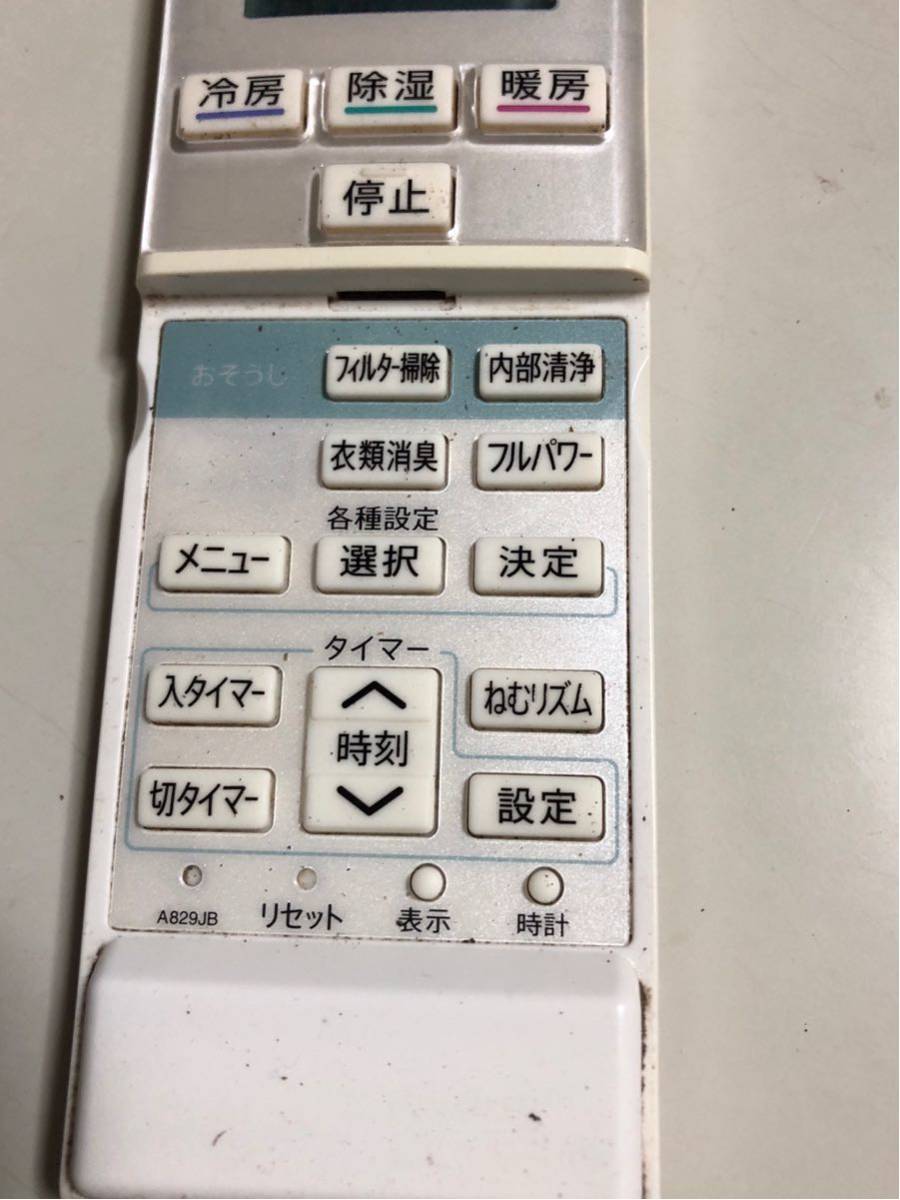 冷房 除湿 暖房
停止
おそうじ フィルター掃除 内部清浄
衣類消臭 フルパワー
各種設定
メニュー 選択 決定
タイマー
入タイマー ねむリズム
時刻
切タイマー 設定
A829JB リセット 表示 時計